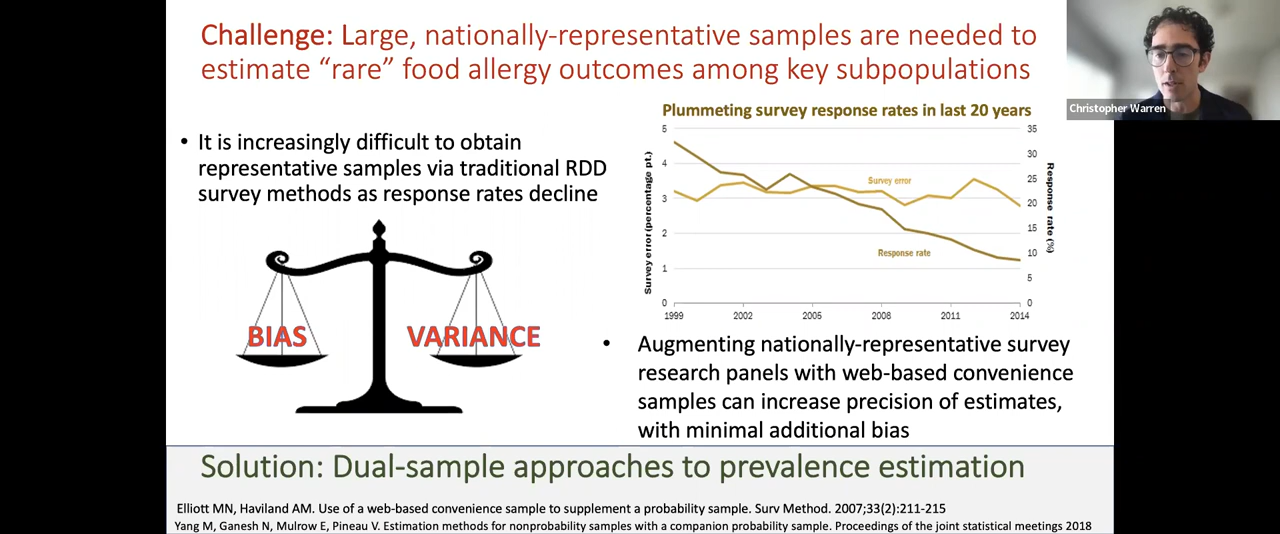 Challenge: Large, nationally-representative samples are needed to
estimate “rare” food allergy outcomes among key subpopulations
Christopher Warren
• It is increasingly difficult to obtain
representative samples via traditional RDD
survey methods as response rates decline
BIAS
VARIANCE
Plummeting survey response rates in last 20 years
Survey error (percentage pt.)
5
4
3
2
1
0
Survey error
Response rate
35
30
25
20
15
10
5
0
Response rate (%)
1999 2002 2005 2008 2011 2014
• Augmenting nationally-representative survey
research panels with web-based convenience
samples can increase precision of estimates,
with minimal additional bias
Solution: Dual-sample approaches to prevalence estimation
Elliott MN, Haviland AM. Use of a web-based convenience sample to supplement a probability sample. Surv Method. 2007;33(2):211-215
Yang M, Ganesh N, Mulrow E, Pineau V. Estimation methods for nonprobability samples with a companion probability sample. Proceedings of the joint statistical meetings 2018